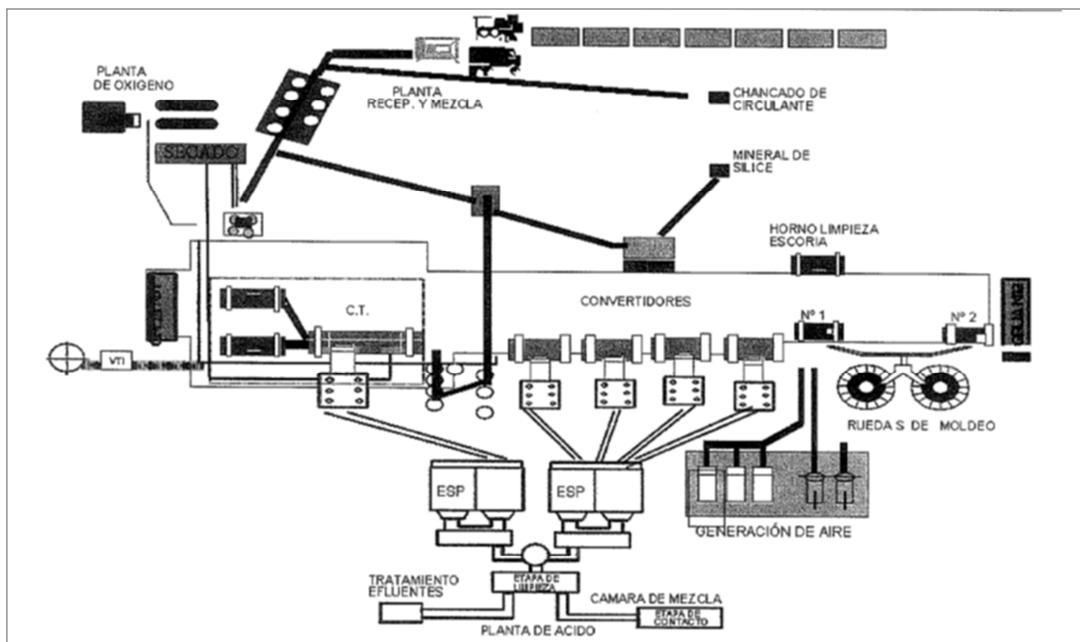 PLANTA
DE OXIGENO
PLANTA
RECEP. Y MEZCLA
CHANCADO DE
CIRCULANTE
SECADO
MINERAL DE
SILICE
HORNO LIMPIEZA
ESCORIA
C.T.
CONVERTIDORES
Nº 1
Nº 2
VTI
RUEDAS DE MOLDEO
ESP
ESP
GENERACIÓN DE AIRE
TRATAMIENTO
EFLUENTES
ETAPA DE
LIMPIEZA
CAMARA DE MEZCLA
ETAPA DE
CONTACTO
PLANTA DE ACIDO